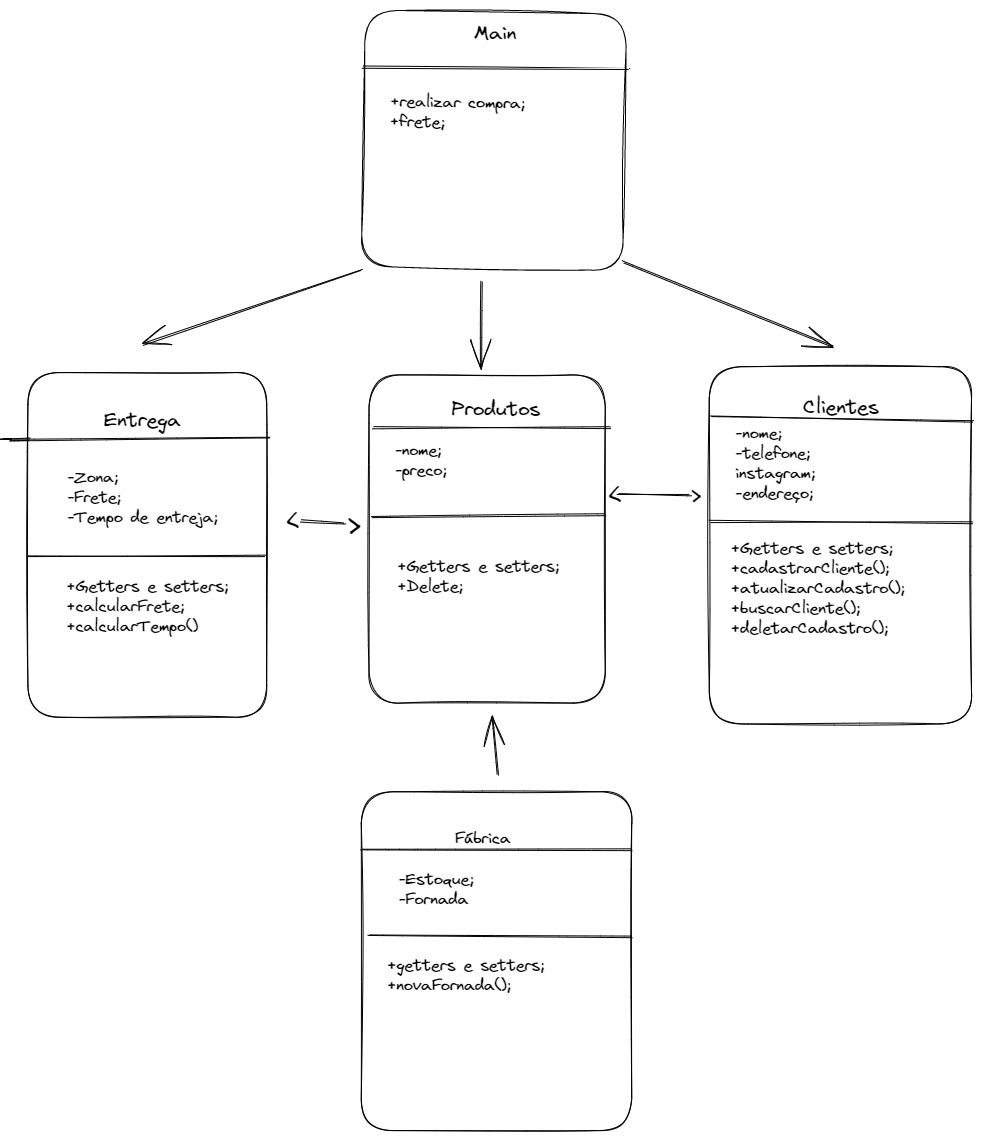 Main
+realizar compra;
+frete;
Entrega
-Zona;
-Frete;
-Tempo de entreja;
+Getters e setters;
+calcularFrete;
+calcularTempo()
Produtos
-nome;
-preco;
+Getters e setters;
+Delete;
Clientes
-nome;
-telefone;
instagram;
-endereço;
+Getters e setters;
+cadastrarCliente();
+atualizarCadastro();
+buscarCliente();
+deletarCadastro();
Fábrica
-Estoque;
-Fornada
+getters e setters;
+novaFornada();